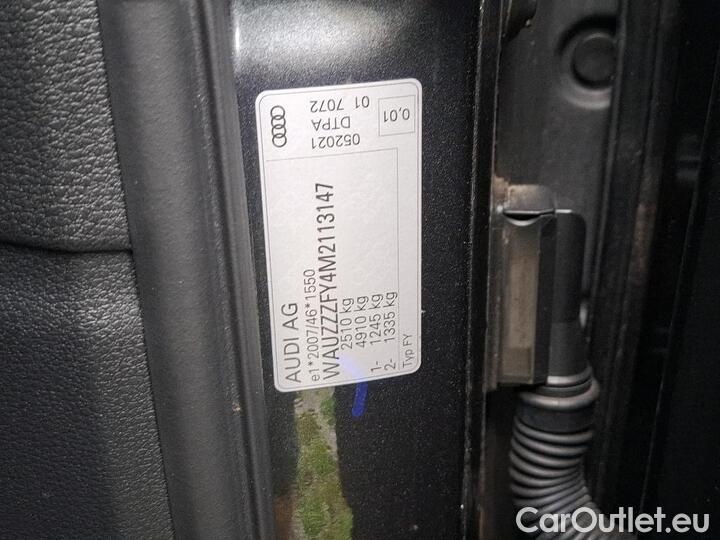 AUDI AG
e1*2007/46*1550
WAUZZZFY4M2113147
2510 kg
4910 kg
1- 1245 kg
2- 1335 kg
Typ FY
052021
DTPA
01 7072
0,01
CarOutlet.eu